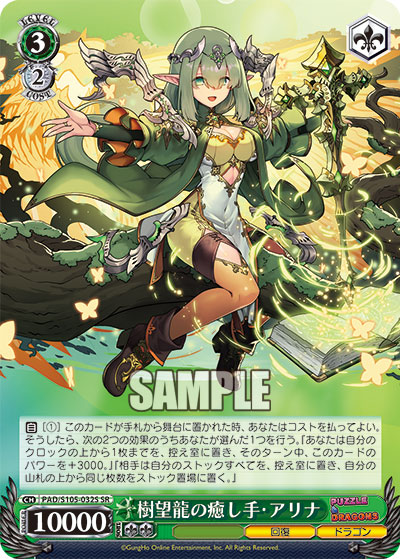 LEVEL
3
2
COST
SAMPLE
自【①】このカードが手札から舞台に置かれた時、あなたはコストを払ってよい。
そうしたら、次の2つの効果のうちあなたが選んだ1つを行う。『あなたは自分の
クロックの上から1枚までを、控え室に置き、そのターン中、このカードの
パワーを+3000。』『相手は自分のストックすべてを、控え室に置き、自分の
山札の上から同じ枚数をストック置場に置く。』
CH PAD/S105-032S SR
樹望龍の癒し手・アリナ
PUZZLE & DRAGONS
10000
回復
ドラゴン
©GungHo Online Entertainment, Inc. All Rights Reserved.